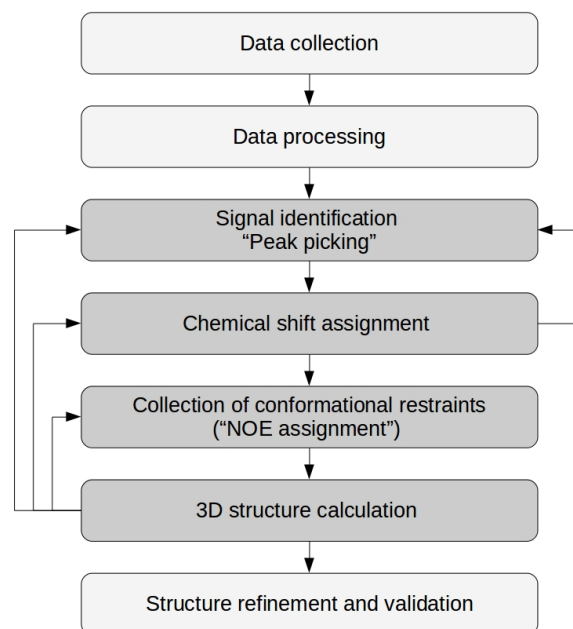 Data collection
Data processing
Signal identification
“Peak picking”
Chemical shift assignment
Collection of conformational restraints
(“NOE assignment”)
3D structure calculation
Structure refinement and validation